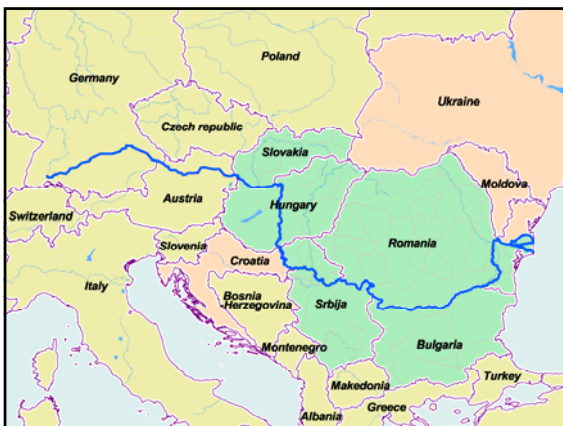 Poland
Germany
Ukraine
Czech republic
Slovakia
Moldova
Austria
Hungary
Switzerland
Romania
Slovenia
Croatia
Italy
Bosnia
-Herzegovina
Srbija
Montenegro
Bulgaria
Makedonia
Turkey
Albania
Greece